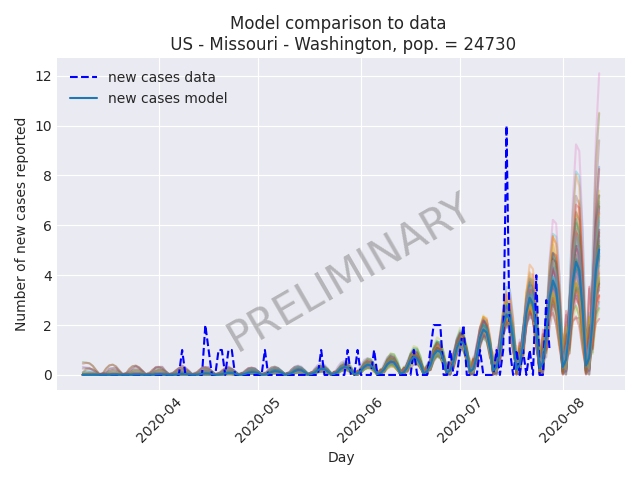 Model comparison to data
US - Missouri - Washington, pop. = 24730
new cases data
new cases model
Number of new cases reported
12
10
8
6
4
2
0
PRELIMINARY
2020-04
2020-05
2020-06
2020-07
2020-08
Day